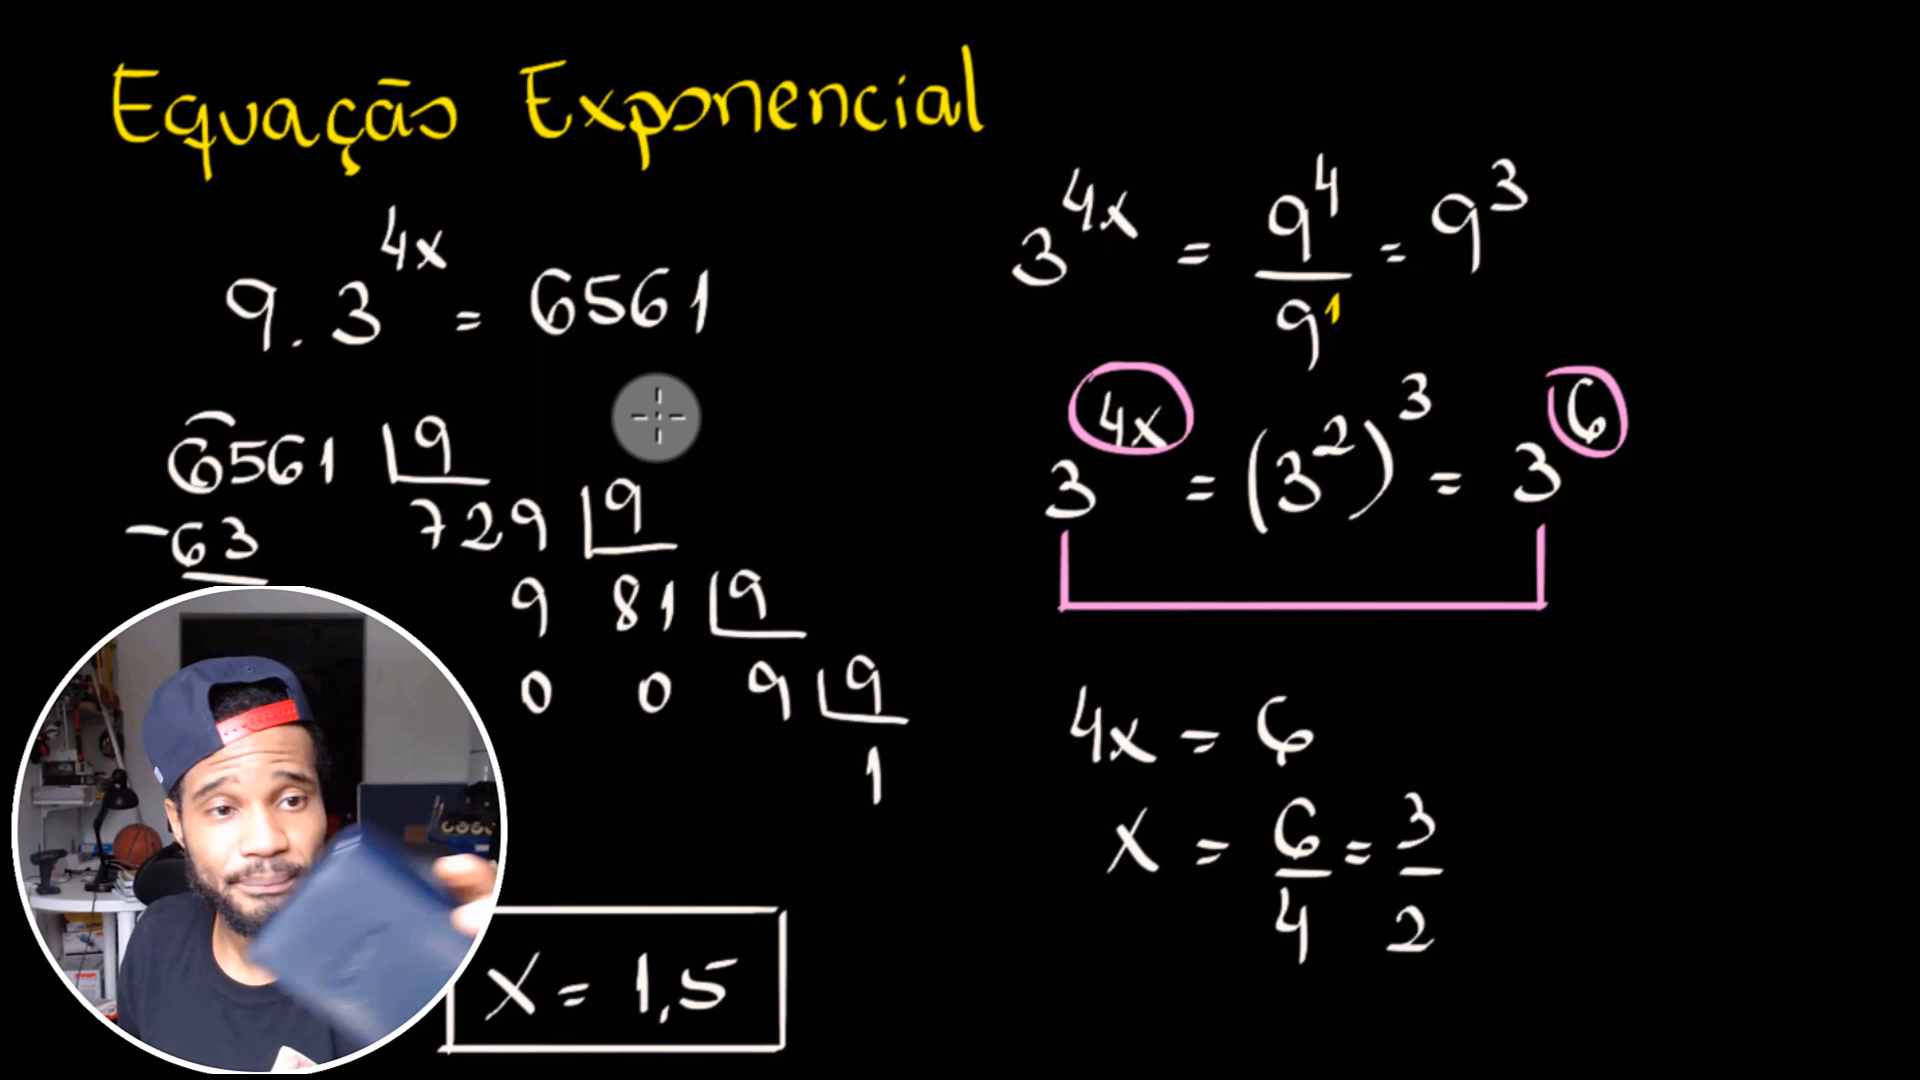 Equação Exponencial
9 . 3^{4x} = 6561
6561 | 9
-63 729 | 9
9 81 | 9
0 0 9 | 9
1
x = 1,5
3^{4x} = 9^4 / 9^1 = 9^3
3^{4x} = (3^2)^3 = 3^6
4x = 6
x = 6/4 = 3/2